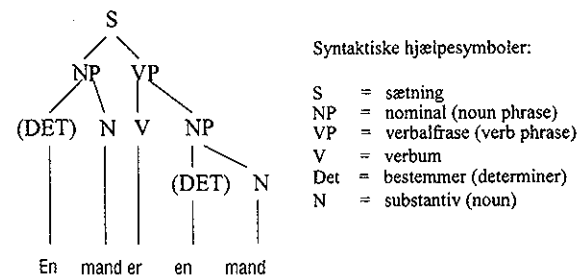 S
NP VP
(DET) N V NP
(DET) N
En mand er en mand
Syntaktiske hjælpesymboler:
S = sætning
NP = nominal (noun phrase)
VP = verbalfrase (verb phrase)
V = verbum
Det = bestemmer (determiner)
N = substantiv (noun)